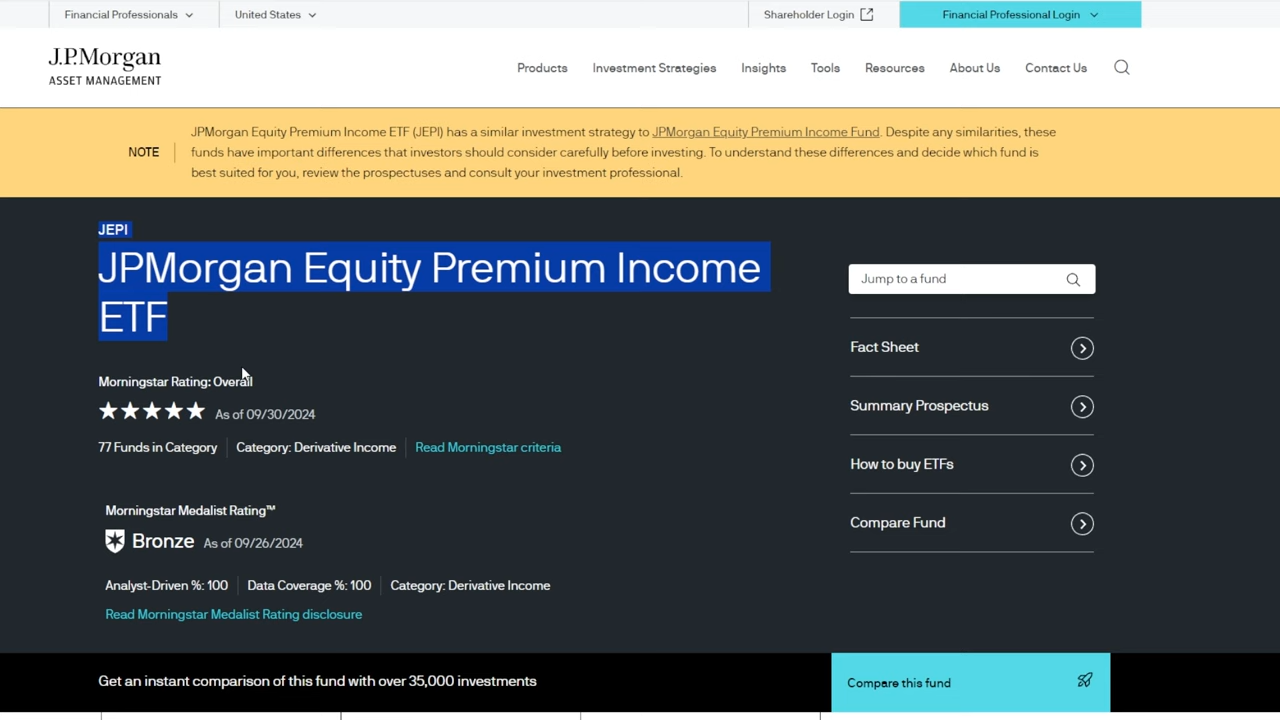 Financial Professionals
United States
Shareholder Login
Financial Professional Login
J.P.Morgan
ASSET MANAGEMENT
Products
Investment Strategies
Insights
Tools
Resources
About Us
Contact Us
NOTE
JPMorgan Equity Premium Income ETF (JEPI) has a similar investment strategy to JPMorgan Equity Premium Income Fund. Despite any similarities, these
funds have important differences that investors should consider carefully before investing. To understand these differences and decide which fund is
best suited for you, review the prospectuses and consult your investment professional.
JEPI
JPMorgan Equity Premium Income
ETF
Jump to a fund
Fact Sheet
Summary Prospectus
How to buy ETFs
Compare Fund
Morningstar Rating: Overall
As of 09/30/2024
77 Funds in Category
Category: Derivative Income
Read Morningstar criteria
Morningstar Medalist Rating™
Bronze As of 09/26/2024
Analyst-Driven %: 100
Data Coverage %: 100
Category: Derivative Income
Read Morningstar Medalist Rating disclosure
Get an instant comparison of this fund with over 35,000 investments
Compare this fund